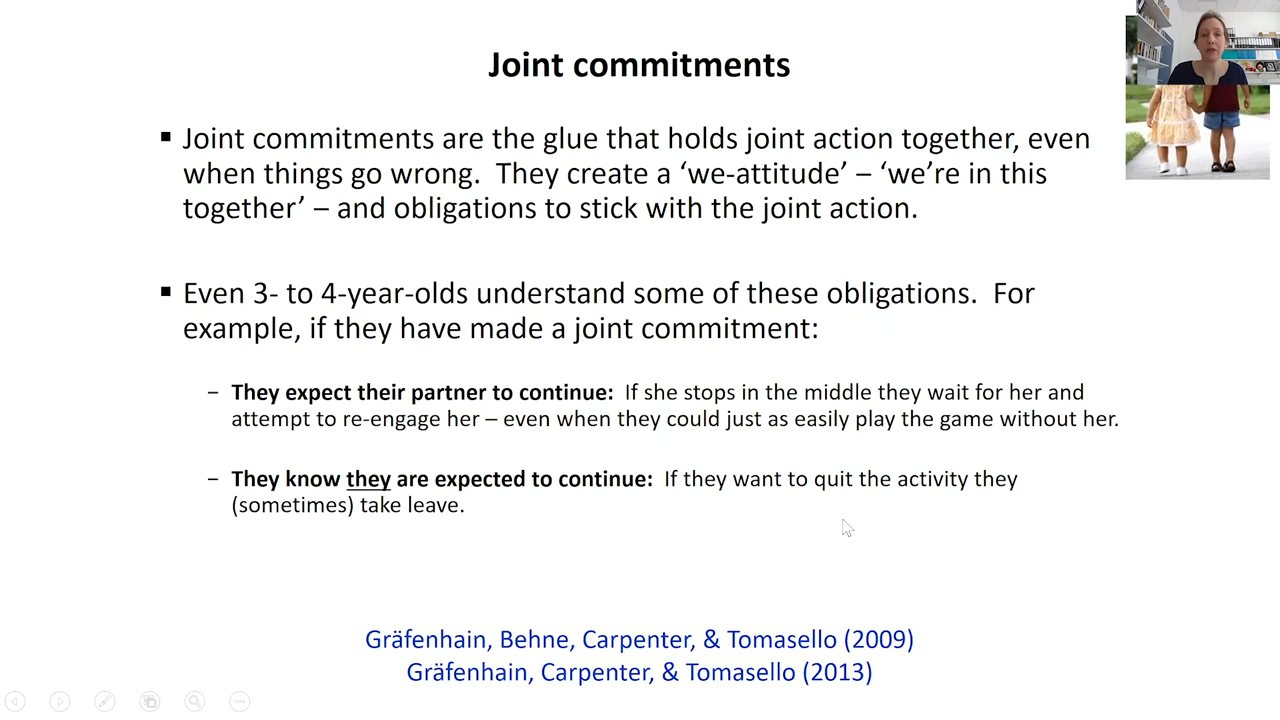 Joint commitments
▪ Joint commitments are the glue that holds joint action together, even
when things go wrong.  They create a ‘we-attitude’ – ‘we’re in this
together’ – and obligations to stick with the joint action.
▪ Even 3- to 4-year-olds understand some of these obligations.  For
example, if they have made a joint commitment:
– They expect their partner to continue:  If she stops in the middle they wait for her and
attempt to re-engage her – even when they could just as easily play the game without her.
– They know they are expected to continue:  If they want to quit the activity they
(sometimes) take leave.
Gräfenhain, Behne, Carpenter, & Tomasello (2009)
Gräfenhain, Carpenter, & Tomasello (2013)